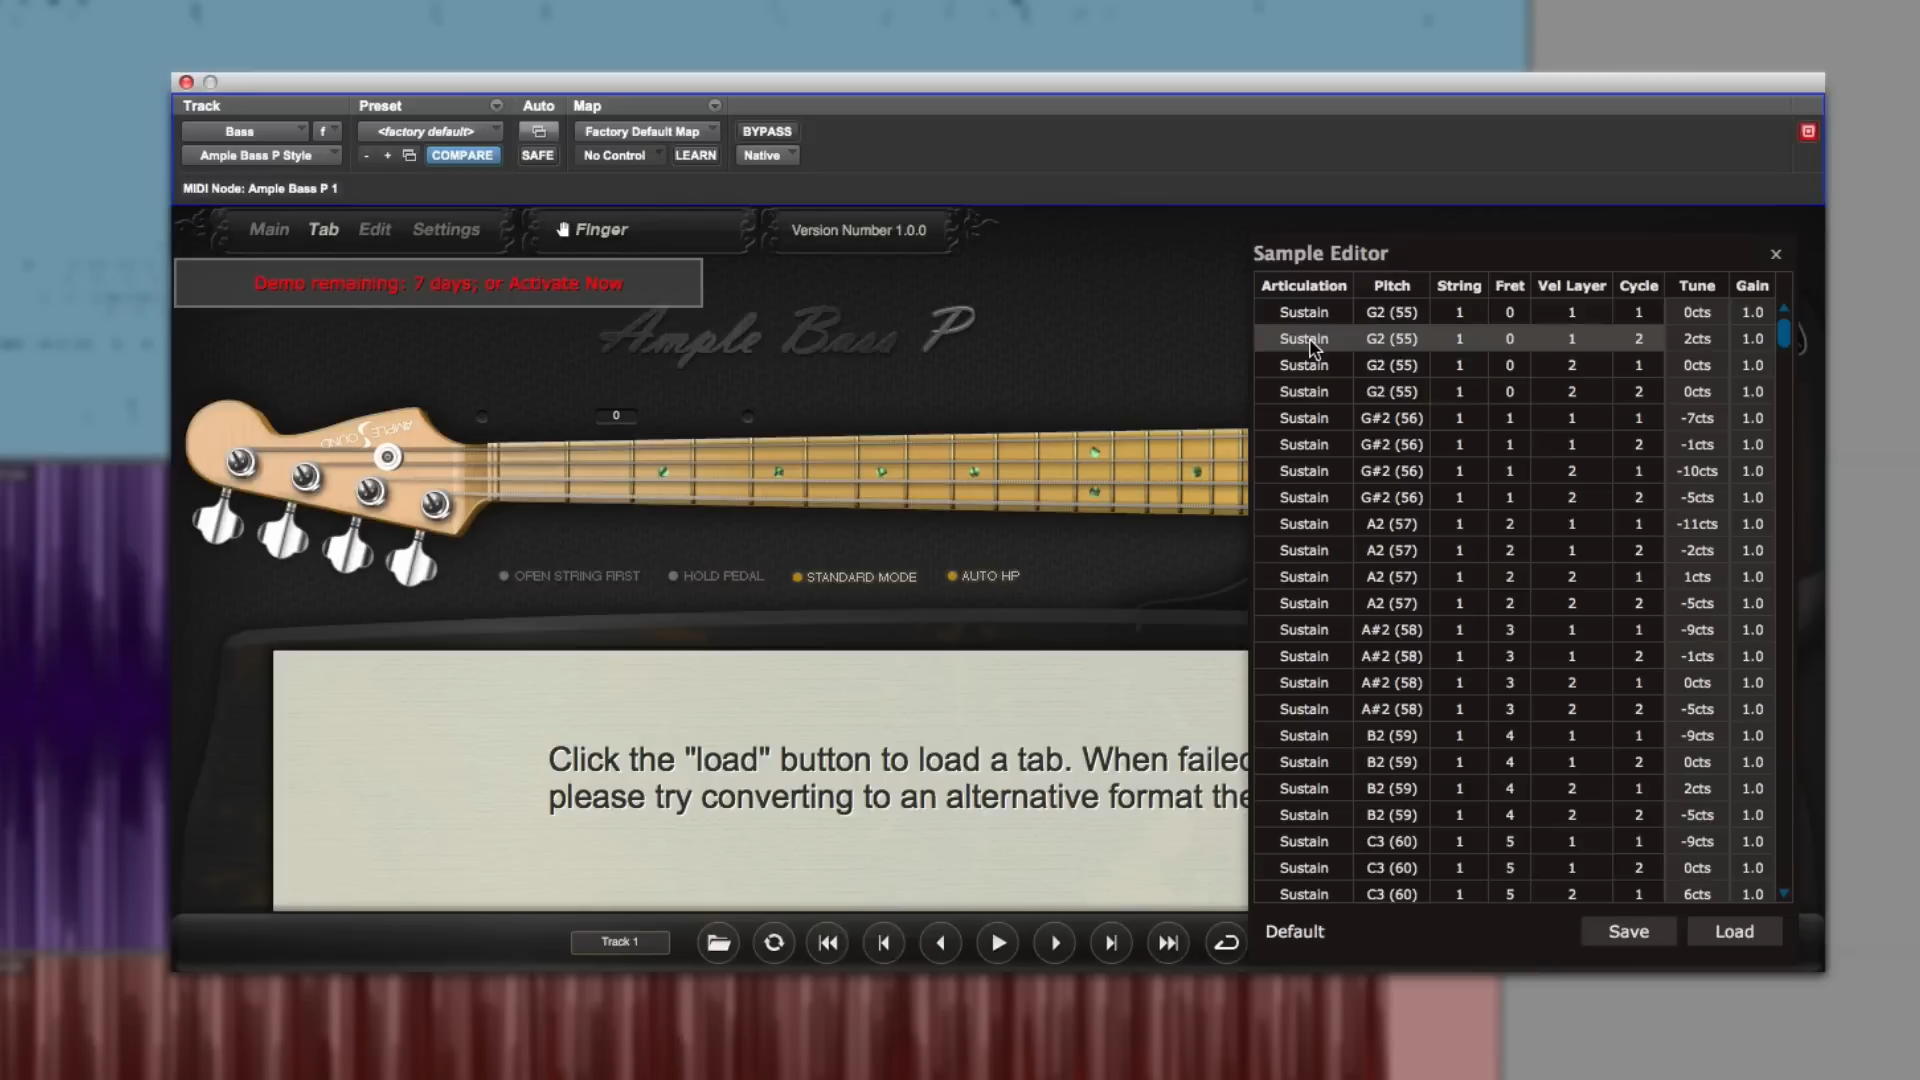 Track
Preset
Auto
Map
Bass
f
<factory default>
Factory Default Map
BYPASS
Ample Bass P Style
- +
COMPARE
SAFE
No Control
LEARN
Native
MIDI Node: Ample Bass P 1
Main Tab Edit Settings
Finger
Version Number 1.0.0
Demo remaining: 7 days; or Activate Now
Ample Bass P
AMPLE SOUND
0
OPEN STRING FIRST
HOLD PEDAL
STANDARD MODE
AUTO HP
Click the "load" button to load a tab. When failed
please try converting to an alternative format the
Track 1
Sample Editor
Articulation Pitch String Fret Vel Layer Cycle Tune Gain
Sustain G2 (55) 1 0 1 1 0cts 1.0
Sustain G2 (55) 1 0 1 2 2cts 1.0
Sustain G2 (55) 1 0 2 1 0cts 1.0
Sustain G2 (55) 1 0 2 2 0cts 1.0
Sustain G#2 (56) 1 1 1 1 -7cts 1.0
Sustain G#2 (56) 1 1 1 2 -1cts 1.0
Sustain G#2 (56) 1 1 2 1 -10cts 1.0
Sustain G#2 (56) 1 1 2 2 -5cts 1.0
Sustain A2 (57) 1 2 1 1 -11cts 1.0
Sustain A2 (57) 1 2 1 2 -2cts 1.0
Sustain A2 (57) 1 2 2 1 1cts 1.0
Sustain A2 (57) 1 2 2 2 -5cts 1.0
Sustain A#2 (58) 1 3 1 1 -9cts 1.0
Sustain A#2 (58) 1 3 1 2 -1cts 1.0
Sustain A#2 (58) 1 3 2 1 0cts 1.0
Sustain A#2 (58) 1 3 2 2 -5cts 1.0
Sustain B2 (59) 1 4 1 1 -9cts 1.0
Sustain B2 (59) 1 4 1 2 0cts 1.0
Sustain B2 (59) 1 4 2 1 2cts 1.0
Sustain B2 (59) 1 4 2 2 -5cts 1.0
Sustain C3 (60) 1 5 1 1 -9cts 1.0
Sustain C3 (60) 1 5 1 2 0cts 1.0
Sustain C3 (60) 1 5 2 1 6cts 1.0
Default
Save
Load